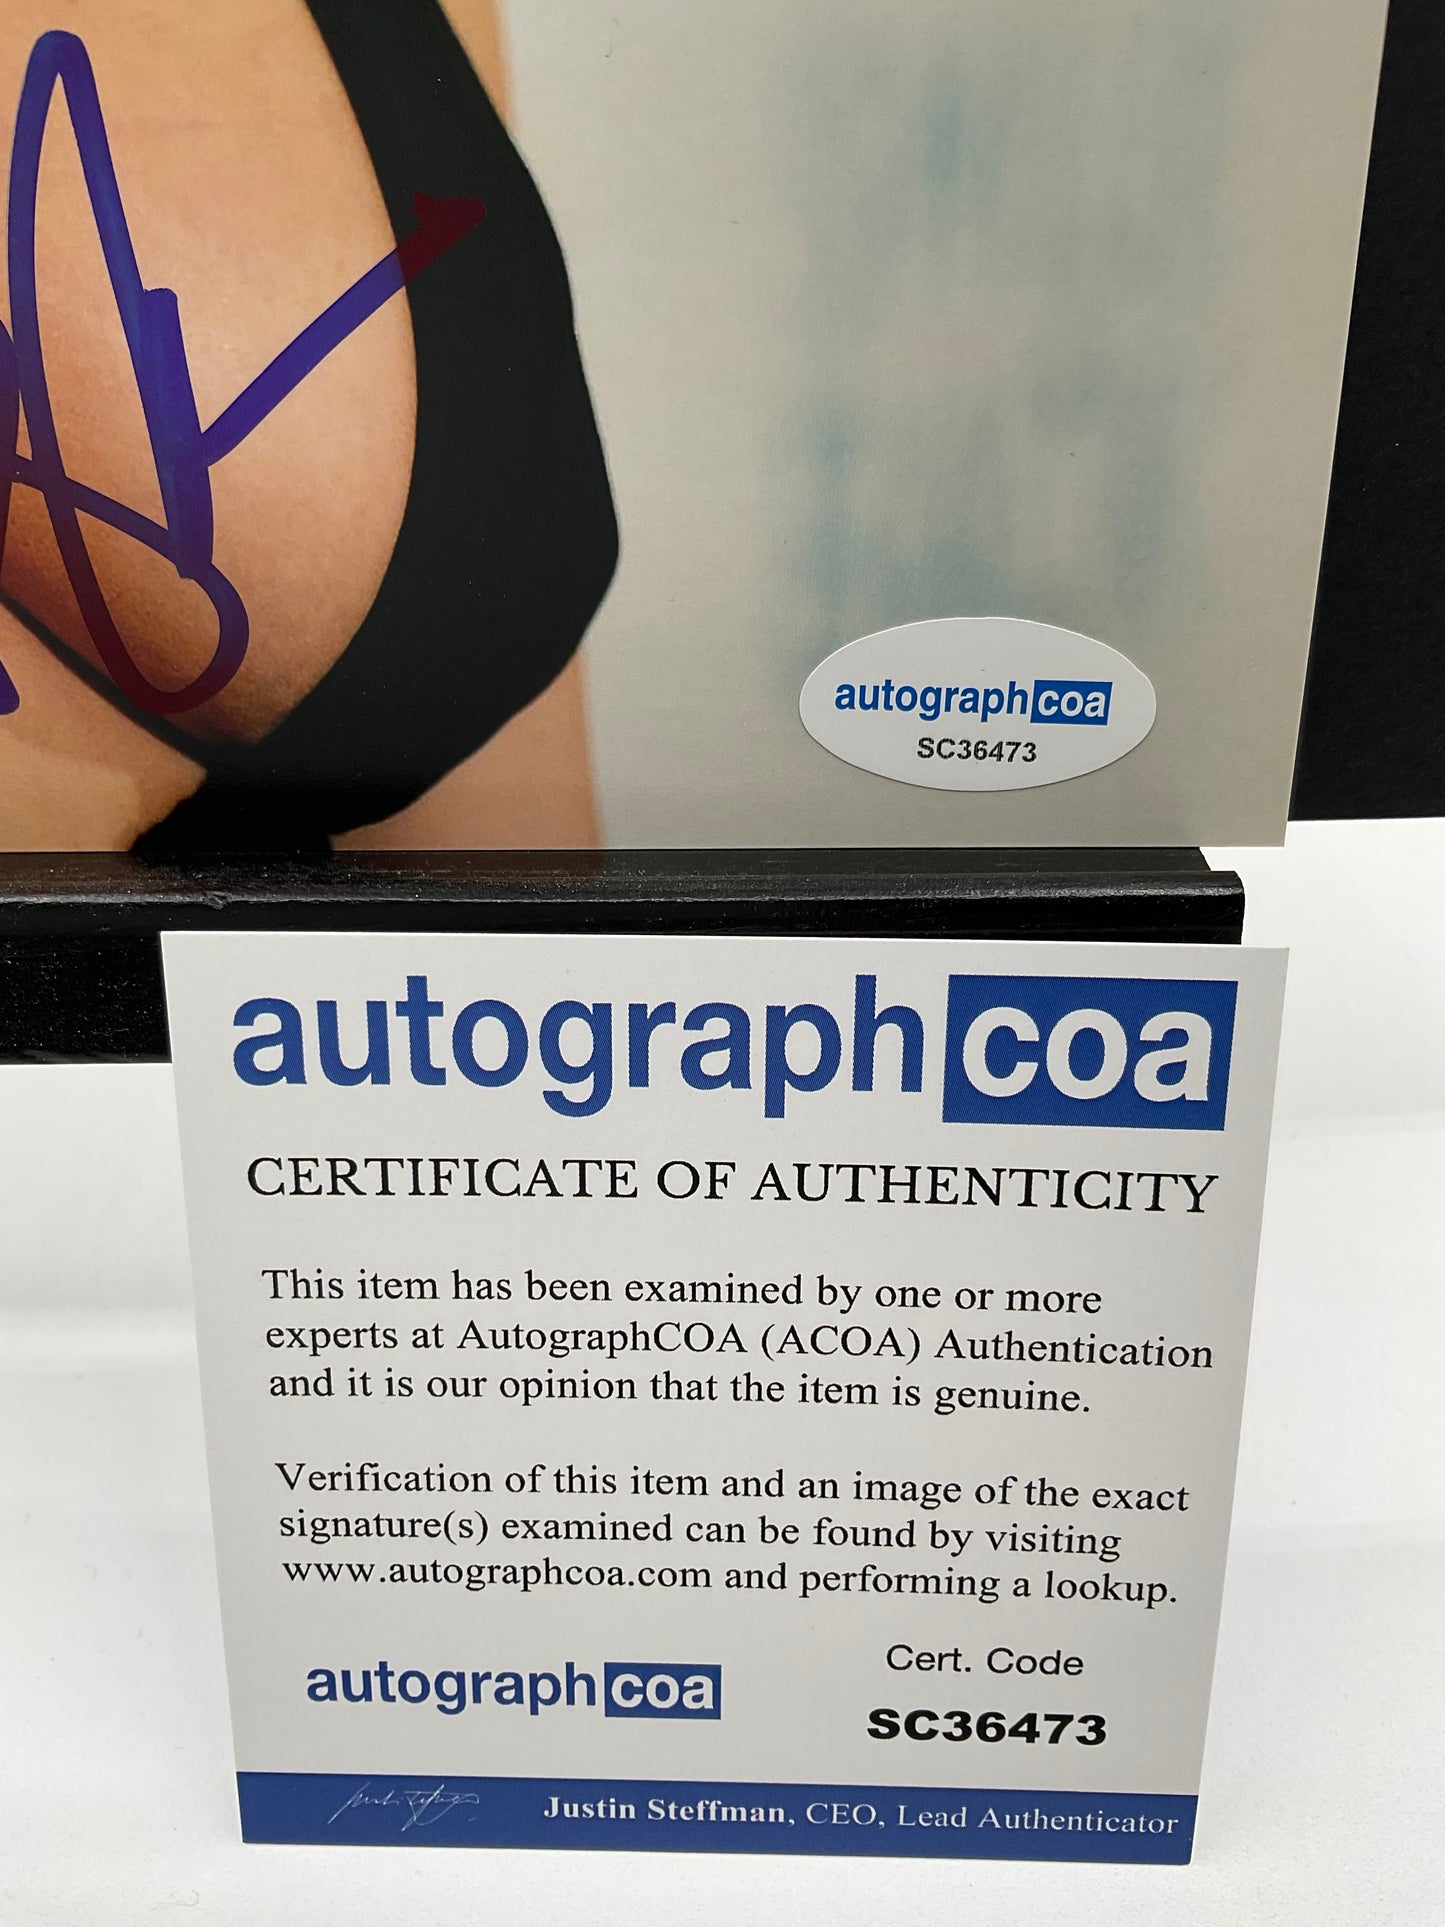 autographcoa
SC36473
autographcoa
CERTIFICATE OF AUTHENTICITY
This item has been examined by one or more
experts at AutographCOA (ACOA) Authentication
and it is our opinion that the item is genuine.
Verification of this item and an image of the exact
signature(s) examined can be found by visiting
www.autographcoa.com and performing a lookup.
autographcoa
Cert. Code
SC36473
Justin Steffman, CEO, Lead Authenticator